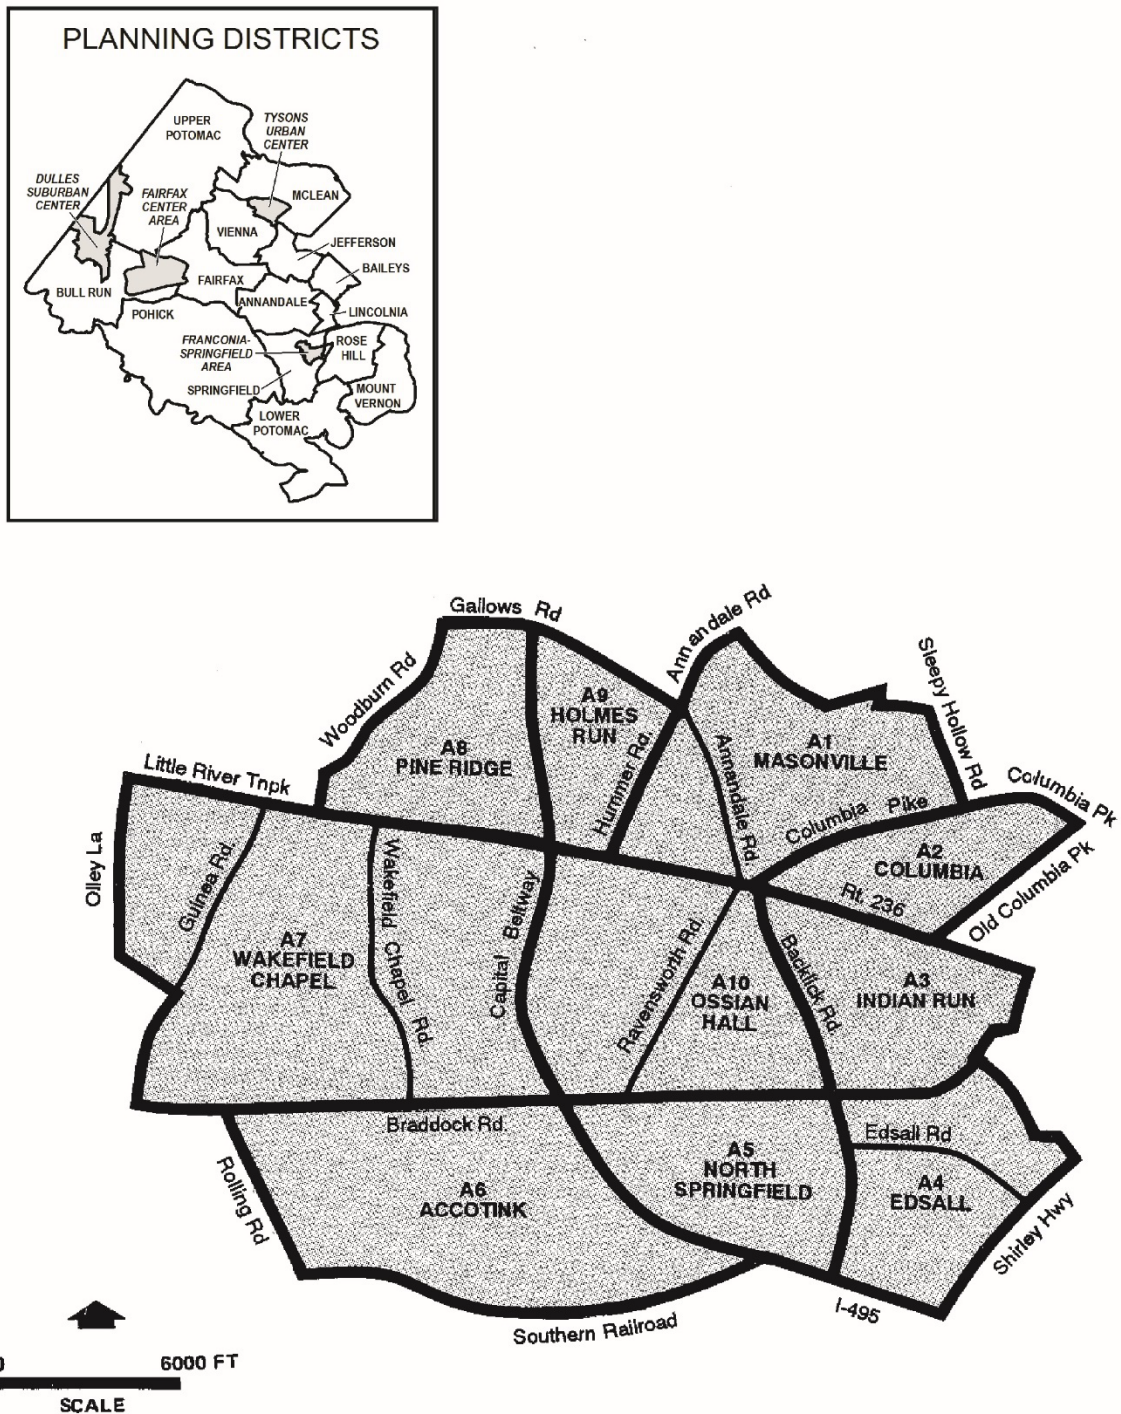 PLANNING DISTRICTS
UPPER
POTOMAC
TYSONS
URBAN
CENTER
DULLES
SUBURBAN
CENTER
FAIRFAX
CENTER
AREA
MCLEAN
VIENNA
JEFFERSON
BAILEYS
FAIRFAX
BULL RUN
ANNANDALE
POHICK
LINCOLNIA
FRANCONIA-
SPRINGFIELD
AREA
ROSE
HILL
SPRINGFIELD
MOUNT
VERNON
LOWER
POTOMAC
Gallows Rd
Annandale Rd
Woodburn Rd
Sleepy Hollow Rd
A9
HOLMES
RUN
A8
PINE RIDGE
Hummer Rd.
Annandale Rd.
A1
MASONVILLE
Little River Tnpk
Columbia Pk
Columbia Pike
Olley La
Guinea Rd.
Wakefield Chapel Rd.
Capital Beltway
A2
COLUMBIA
Rt. 236
Old Columbia Pk
A7
WAKEFIELD
CHAPEL
Ravensworth Rd.
A10
OSSIAN
HALL
Backlick Rd.
A3
INDIAN RUN
Braddock Rd.
Edsall Rd
Rolling Rd
A6
ACCOTINK
A5
NORTH
SPRINGFIELD
A4
EDSALL
Shirley Hwy
I-495
Southern Railroad
0 6000 FT
SCALE